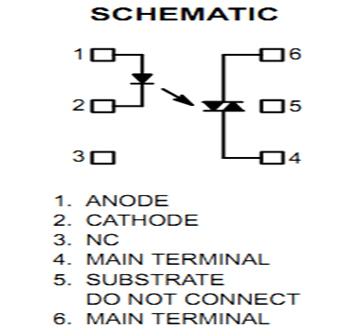 SCHEMATIC
1 6
2 5
3 4
1. ANODE
2. CATHODE
3. NC
4. MAIN TERMINAL
5. SUBSTRATE
DO NOT CONNECT
6. MAIN TERMINAL